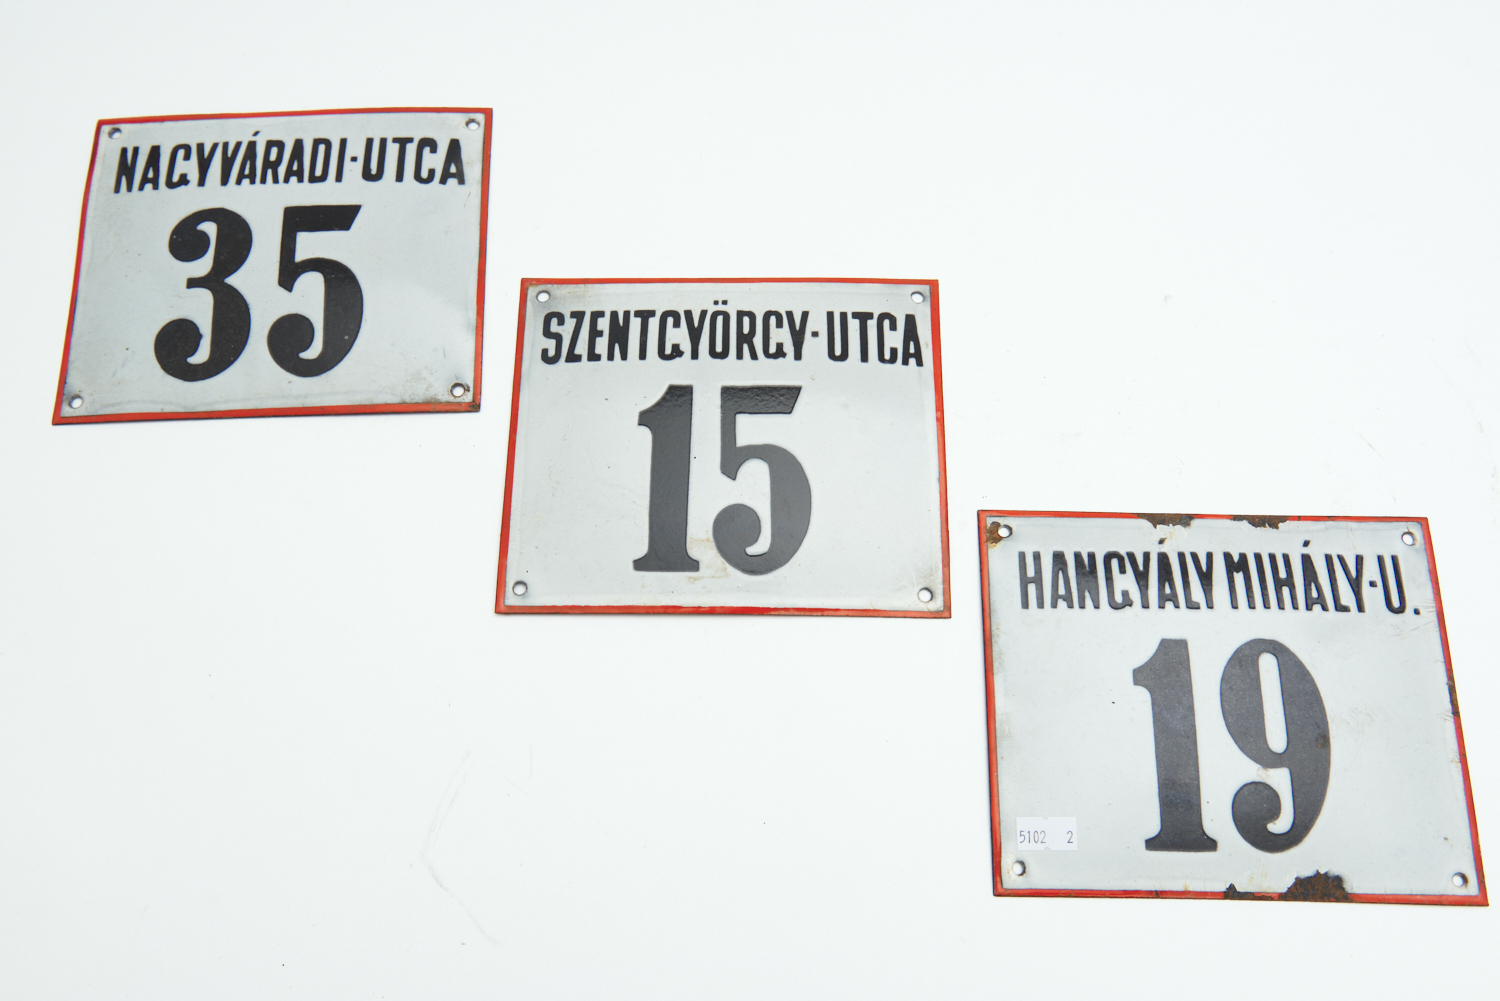 NAGYVÁRADI-UTCA
35
SZENTGYÖRGY-UTCA
15
HANGYÁLY MIHÁLY-U.
19
5102 2